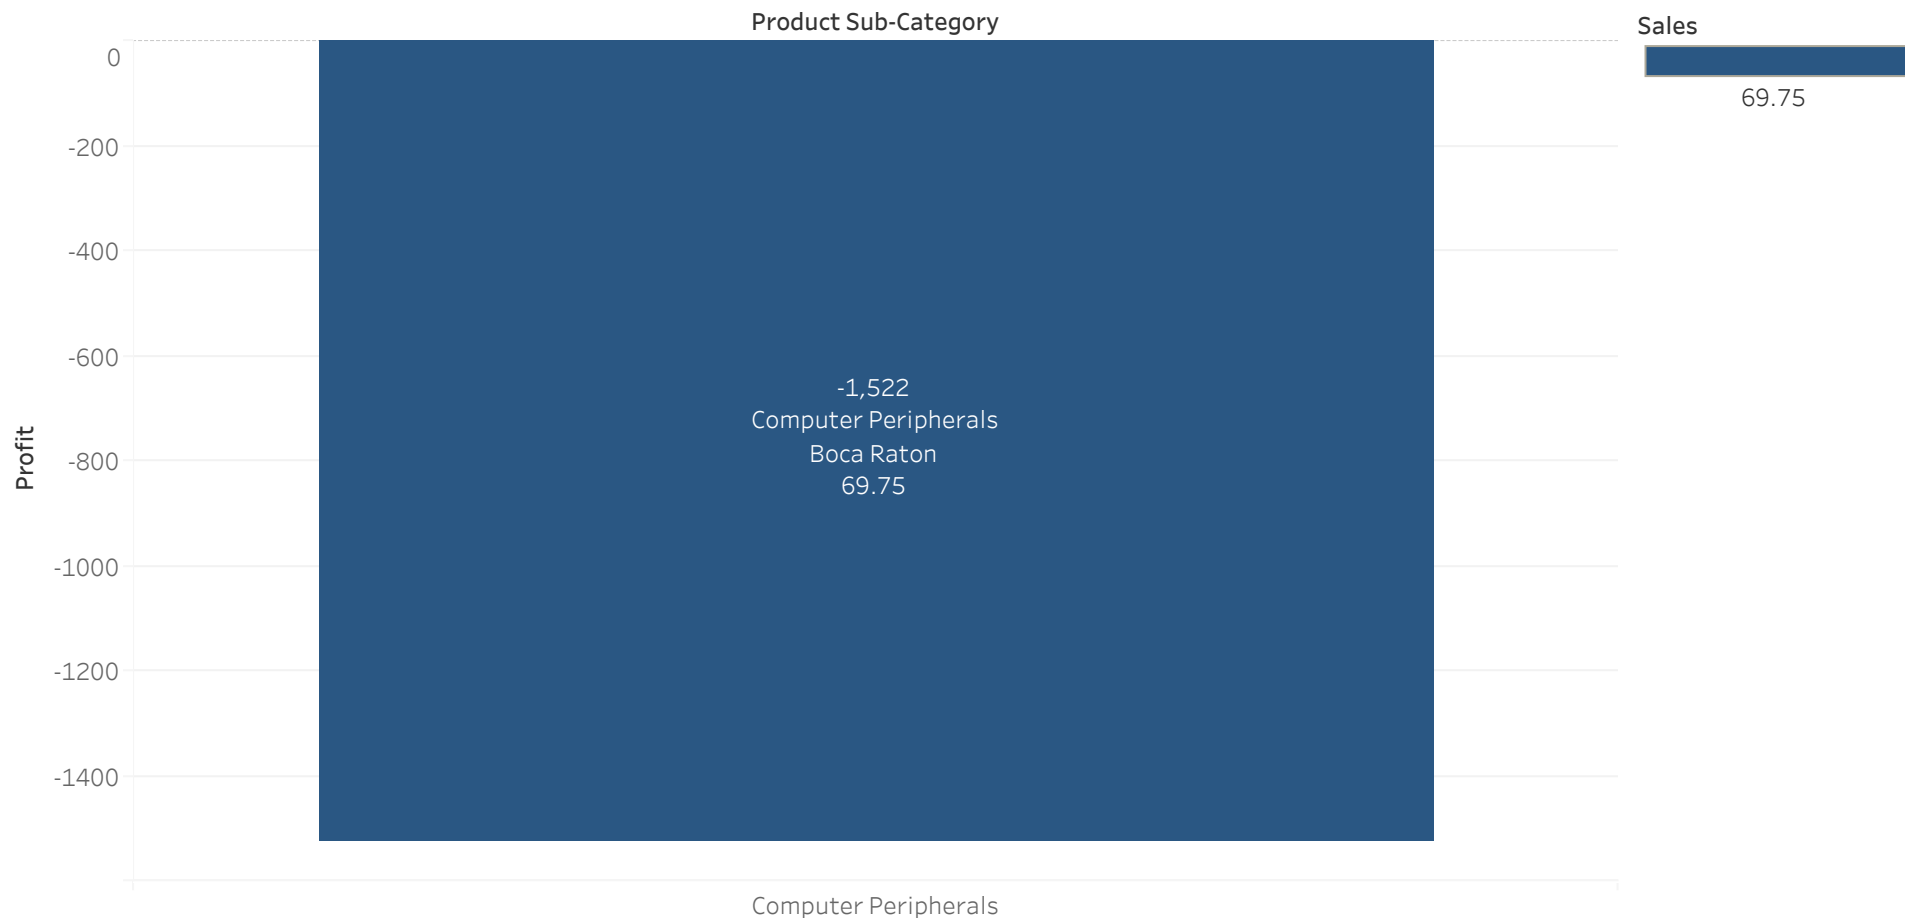 Product Sub-Category
Sales
69.75
0
-200
-400
-600
-800
-1000
-1200
-1400
Profit
-1,522
Computer Peripherals
Boca Raton
69.75
Computer Peripherals